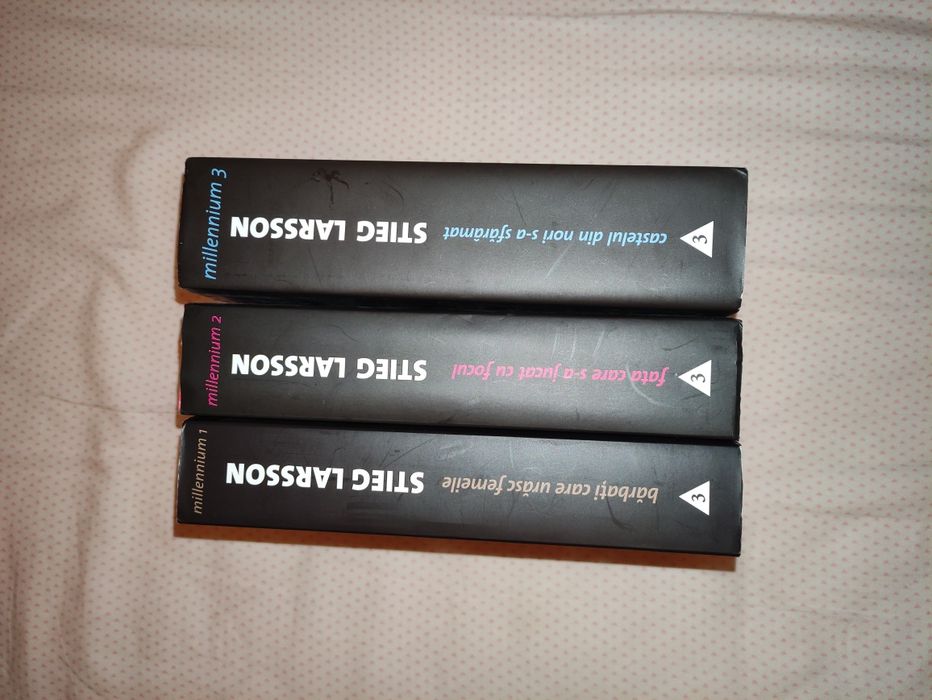 millennium 3
STIEG LARSSON
castelul din nori s-a sfărâmat
3
millennium 2
STIEG LARSSON
fata care s-a jucat cu focul
3
millennium 1
STIEG LARSSON
bărbați care urăsc femeile
3